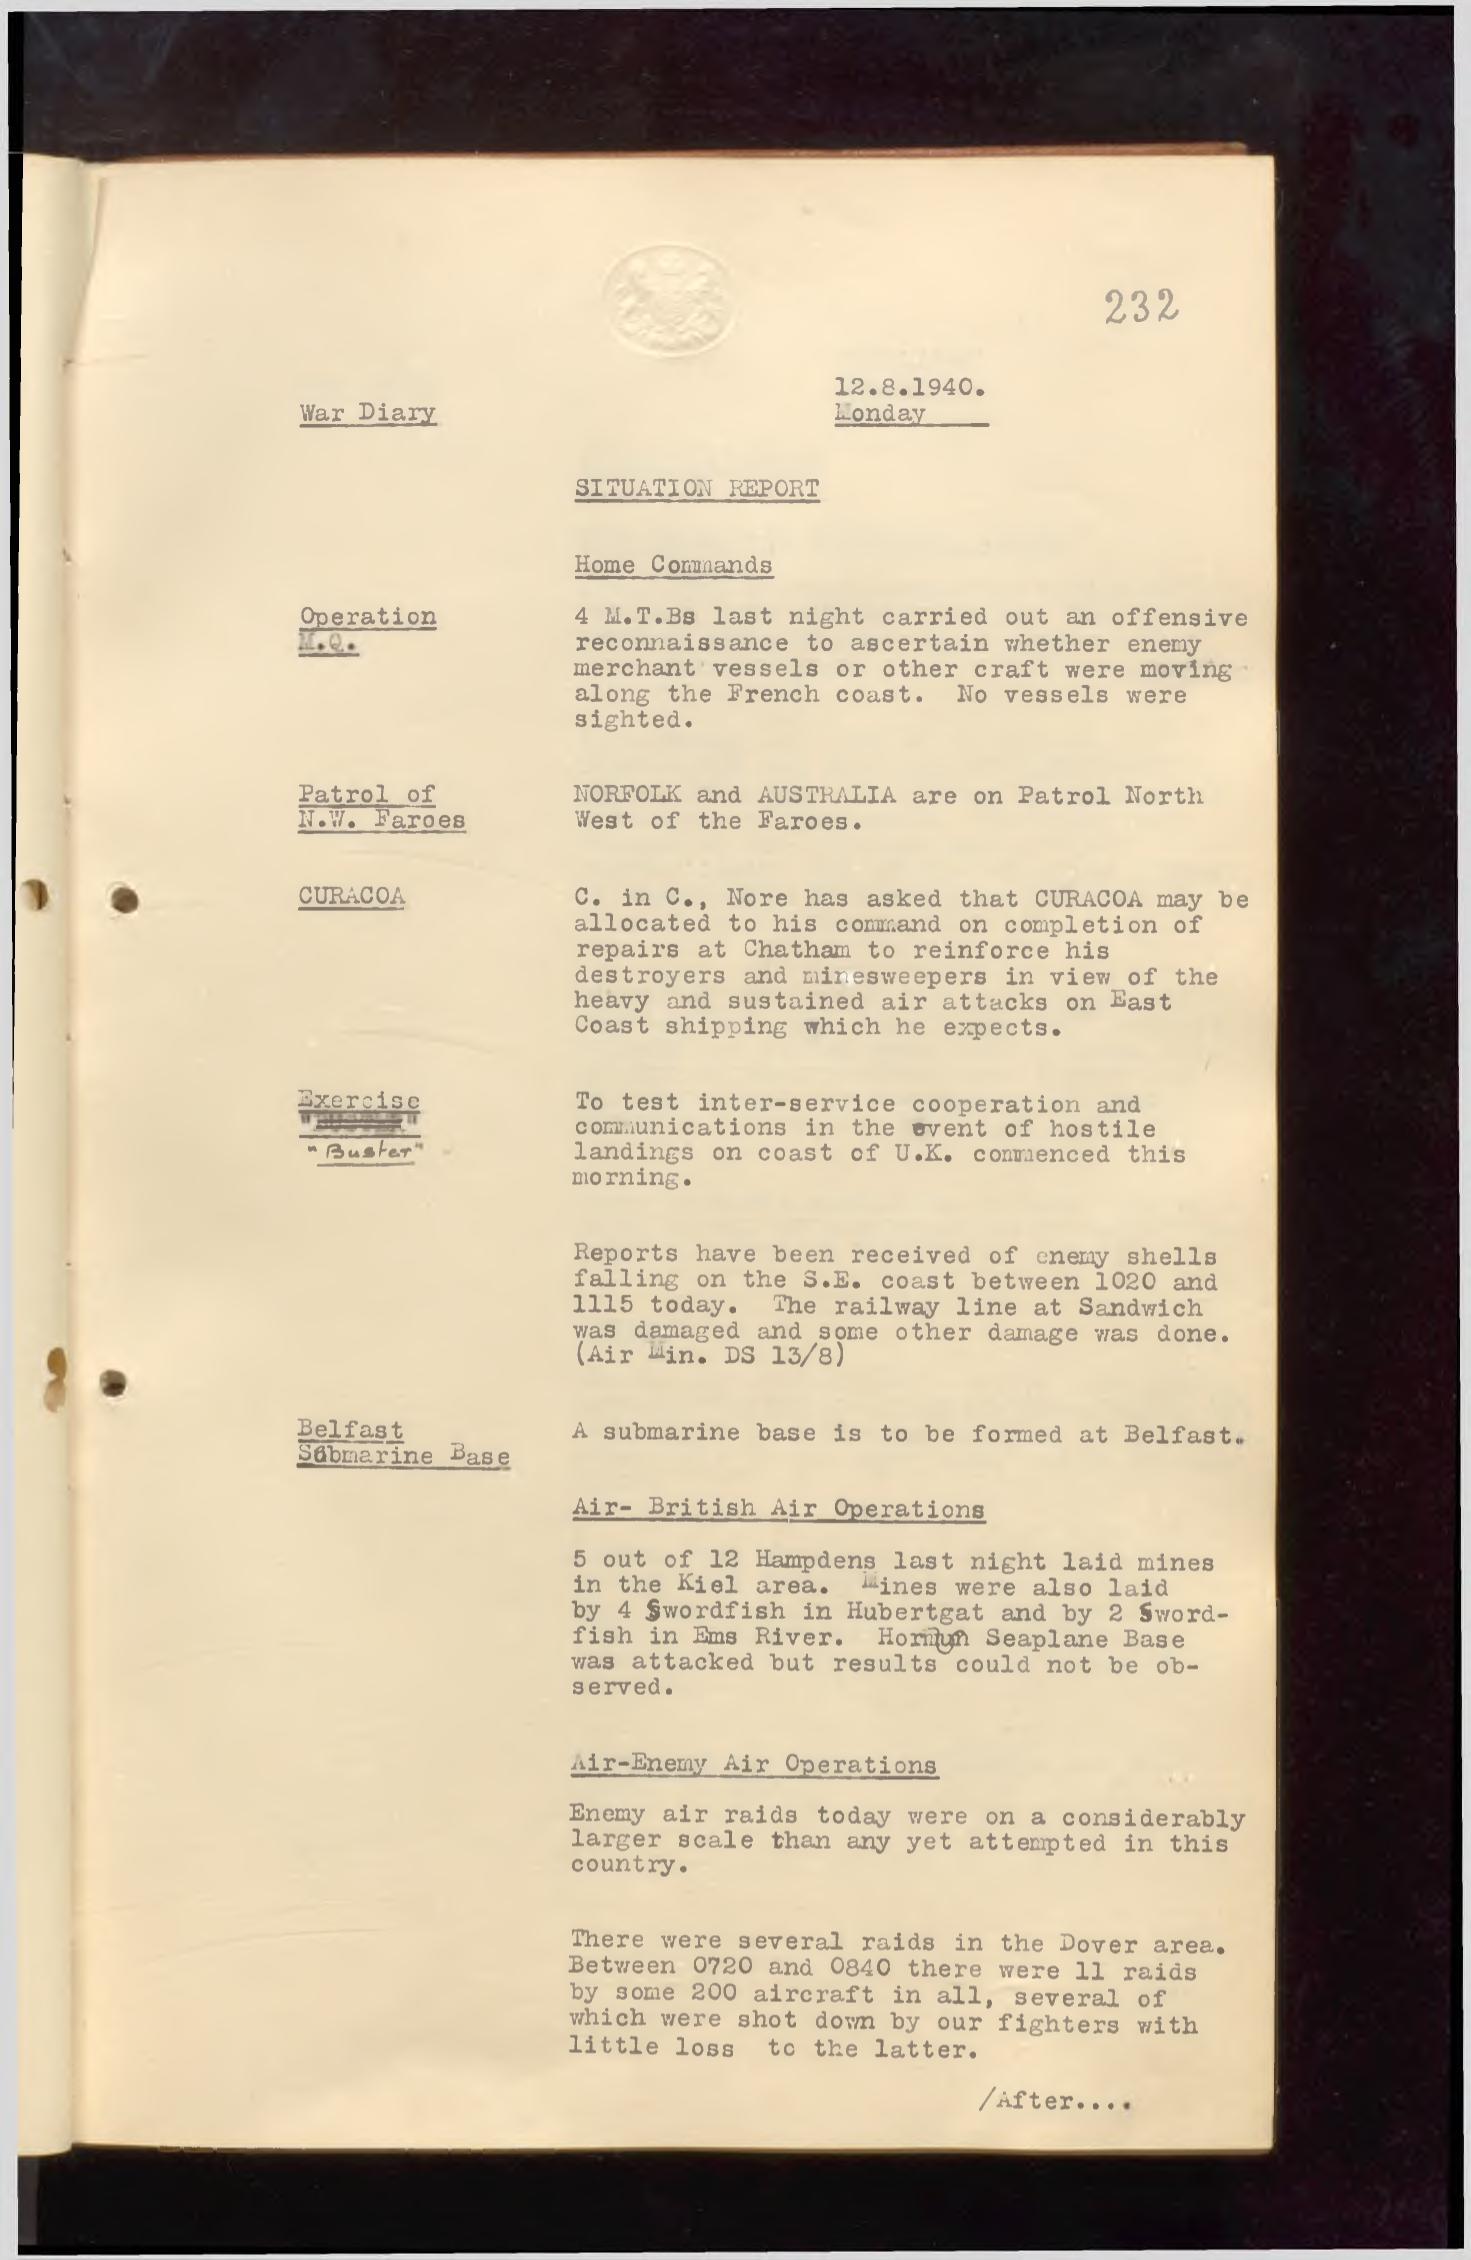 232
12.8.1940.
War Diary
Monday
SITUATION REPORT
Home Commands
Operation
M.Q.
4 M.T.Bs last night carried out an offensive
reconnaissance to ascertain whether enemy
merchant vessels or other craft were moving
along the French coast. No vessels were
sighted.
Patrol of
N.W. Faroes
NORFOLK and AUSTRALIA are on Patrol North
West of the Faroes.
CURACOA
C. in C., Nore has asked that CURACOA may be
allocated to his command on completion of
repairs at Chatham to reinforce his
destroyers and minesweepers in view of the
heavy and sustained air attacks on East
Coast shipping which he expects.
Exercise
"Buster"
To test inter-service cooperation and
communications in the event of hostile
landings on coast of U.K. commenced this
morning.
Reports have been received of enemy shells
falling on the S.E. coast between 1020 and
1115 today. The railway line at Sandwich
was damaged and some other damage was done.
(Air Min. DS 13/8)
Belfast
Submarine Base
A submarine base is to be formed at Belfast.
Air- British Air Operations
5 out of 12 Hampdens last night laid mines
in the Kiel area. Mines were also laid
by 4 Swordfish in Hubertgat and by 2 Sword-
fish in Ems River. Seaplane Base
was attacked but results could not be ob-
served.
Air-Enemy Air Operations
Enemy air raids today were on a considerably
larger scale than any yet attempted in this
country.
There were several raids in the Dover area.
Between 0720 and 0840 there were 11 raids
by some 200 aircraft in all, several of
which were shot down by our fighters with
little loss to the latter.
/After....